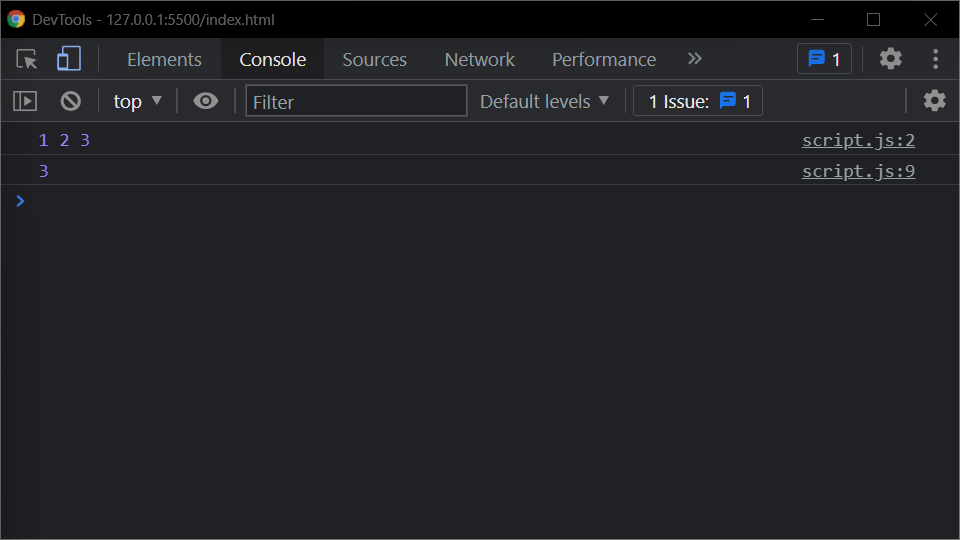 DevTools - 127.0.0.1:5500/index.html
Elements Console Sources Network Performance 1
top Filter Default levels 1 Issue: 1
1 2 3 script.js:2
3 script.js:9